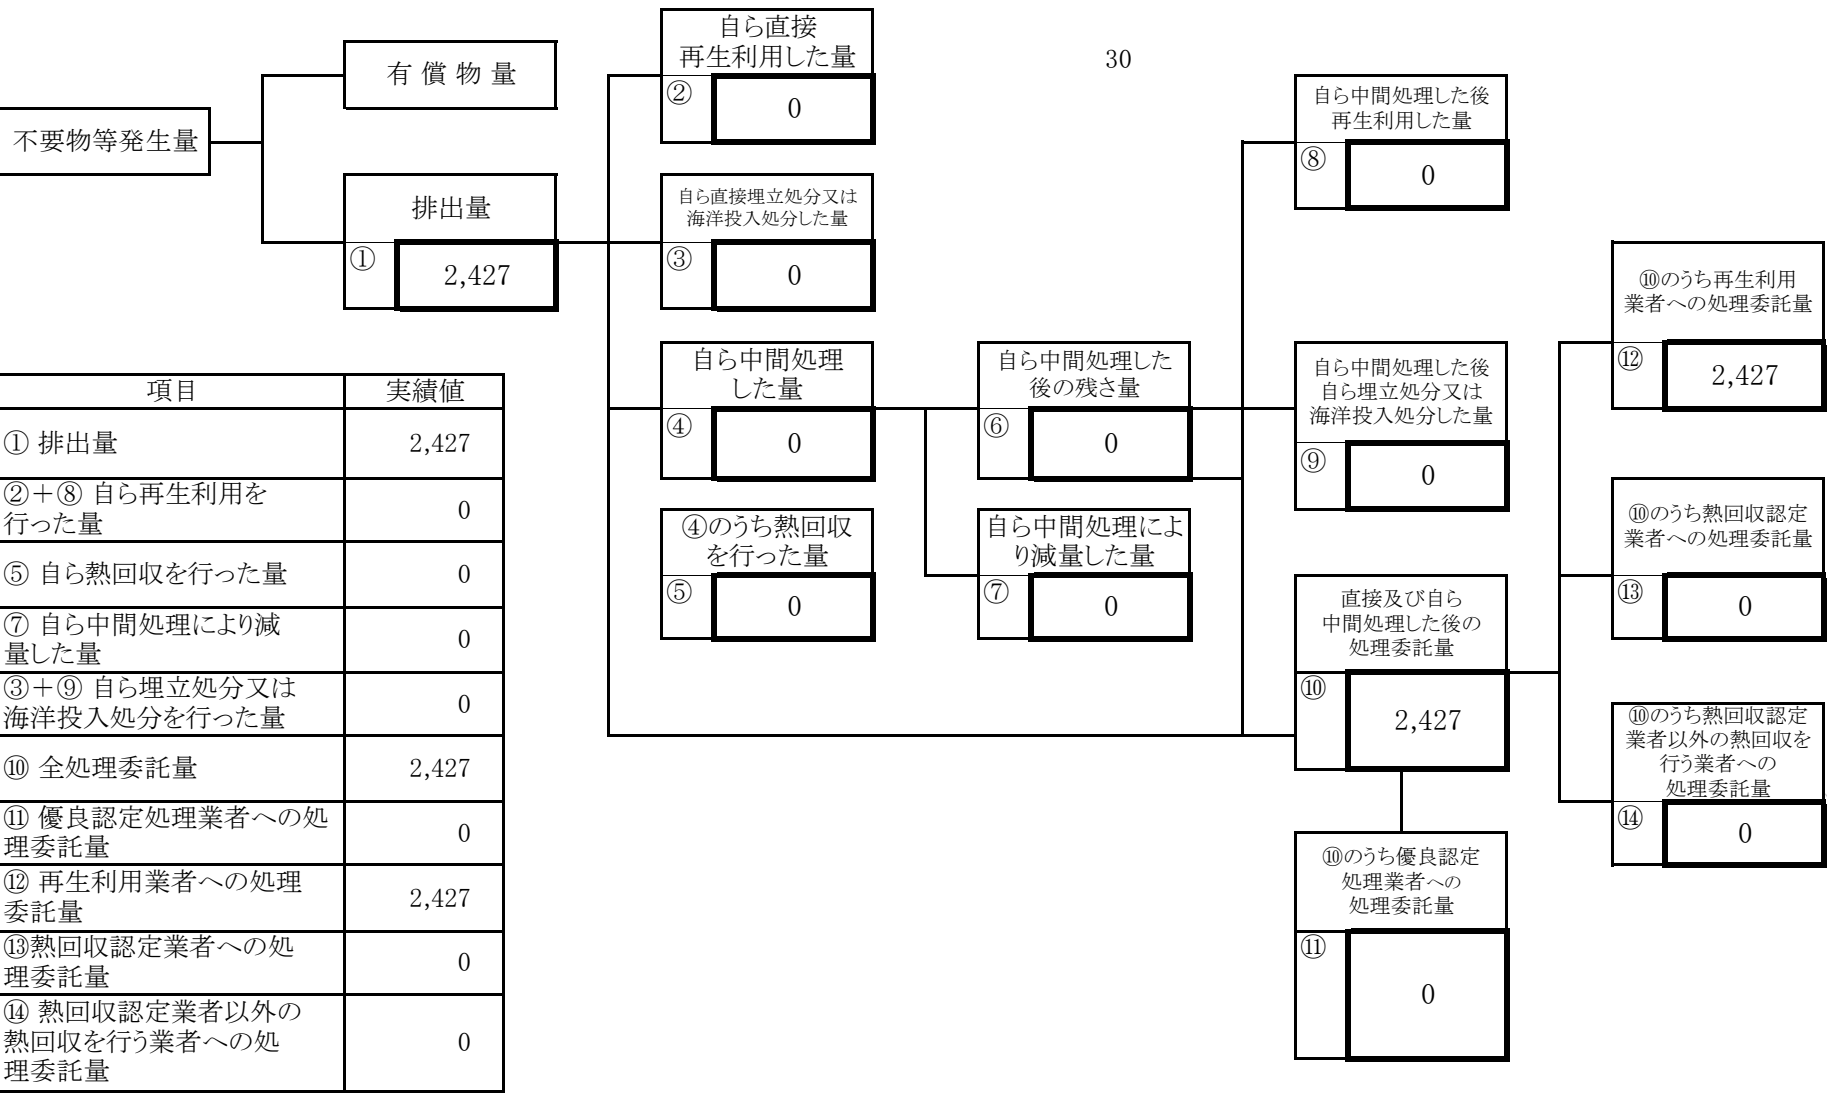 自ら直接
再生利用した量
②
0
30
有 償 物 量
不要物等発生量
自ら中間処理した後
再生利用した量
⑧
0
排出量
①
2,427
自ら直接埋立処分又は
海洋投入処分した量
③
0
⑩のうち再生利用
業者への処理委託量
⑫
2,427
自ら中間処理
した量
④
0
自ら中間処理した
後の残さ量
⑥
0
自ら中間処理した後
自ら埋立処分又は
海洋投入処分した量
⑨
0
④のうち熱回収
を行った量
⑤
0
自ら中間処理によ
り減量した量
⑦
0
⑩のうち熱回収認定
業者への処理委託量
⑬
0
直接及び自ら
中間処理した後の
処理委託量
⑩
2,427
⑩のうち熱回収認定
業者以外の熱回収を
行う業者への
処理委託量
⑭
0
⑩のうち優良認定
処理業者への
処理委託量
⑪
0
項目 実績値
① 排出量 2,427
②＋⑧ 自ら再生利用を
行った量 0
⑤ 自ら熱回収を行った量 0
⑦ 自ら中間処理により減
量した量 0
③＋⑨ 自ら埋立処分又は
海洋投入処分を行った量 0
⑩ 全処理委託量 2,427
⑪ 優良認定処理業者への処
理委託量 0
⑫ 再生利用業者への処理
委託量 2,427
⑬熱回収認定業者への処
理委託量 0
⑭ 熱回収認定業者以外の
熱回収を行う業者への処
理委託量 0